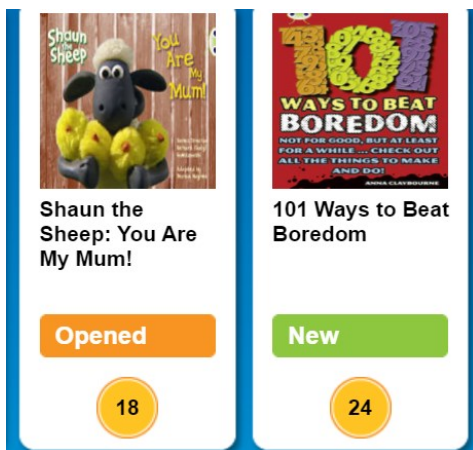 Shaun
the
Sheep
You
Are
My
Mum!
Shaun the
Sheep: You Are
My Mum!
Opened
18
101
WAYS TO BEAT
BOREDOM
NOT FOR GOOD, BUT AT LEAST
FOR A WHILE ... CHECK OUT
ALL THE THINGS TO MAKE
AND DO!
ANNA CLAYBOURNE
101 Ways to Beat
Boredom
New
24